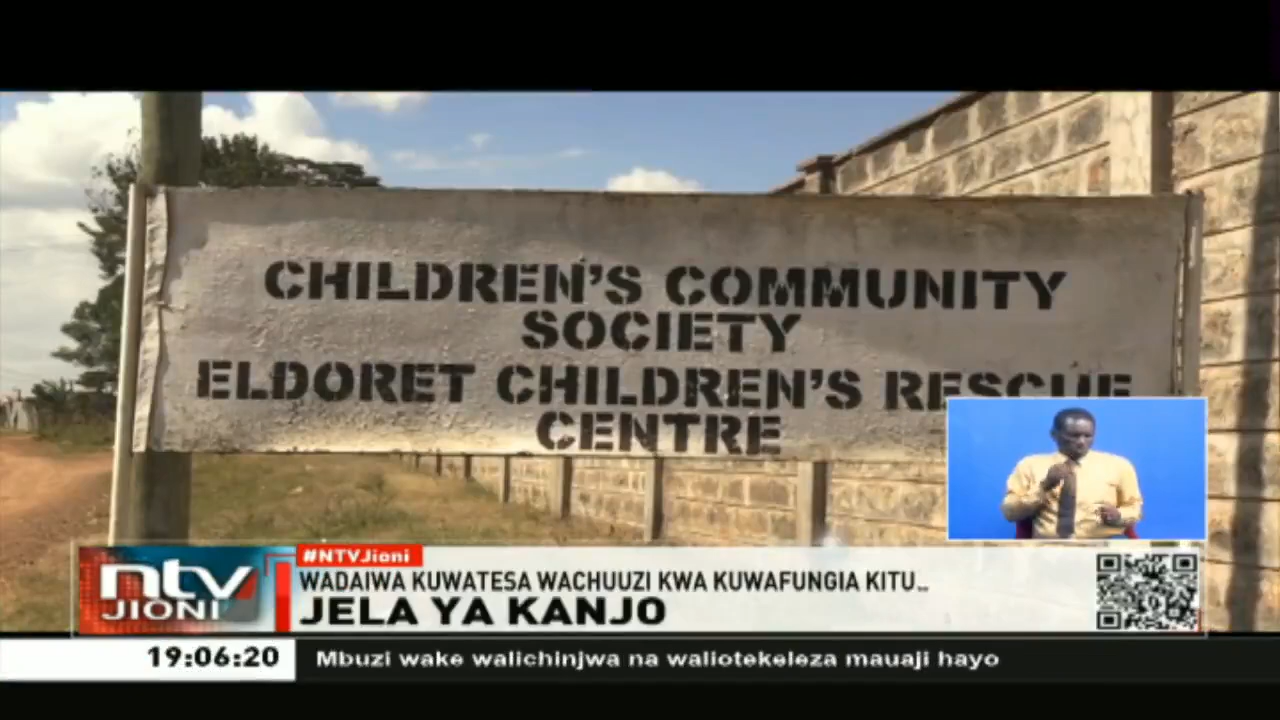 CHILDREN'S COMMUNITY
SOCIETY
ELDORET CHILDREN'S RESCUE
CENTRE
#NTVJioni
ntv
JIONI
WADAIWA KUWATESA WACHUUZI KWA KUWAFUNGIA KITU...
JELA YA KANJO
19:06:20
Mbuzi wake walichinjwa na waliotekeleza mauaji hayo